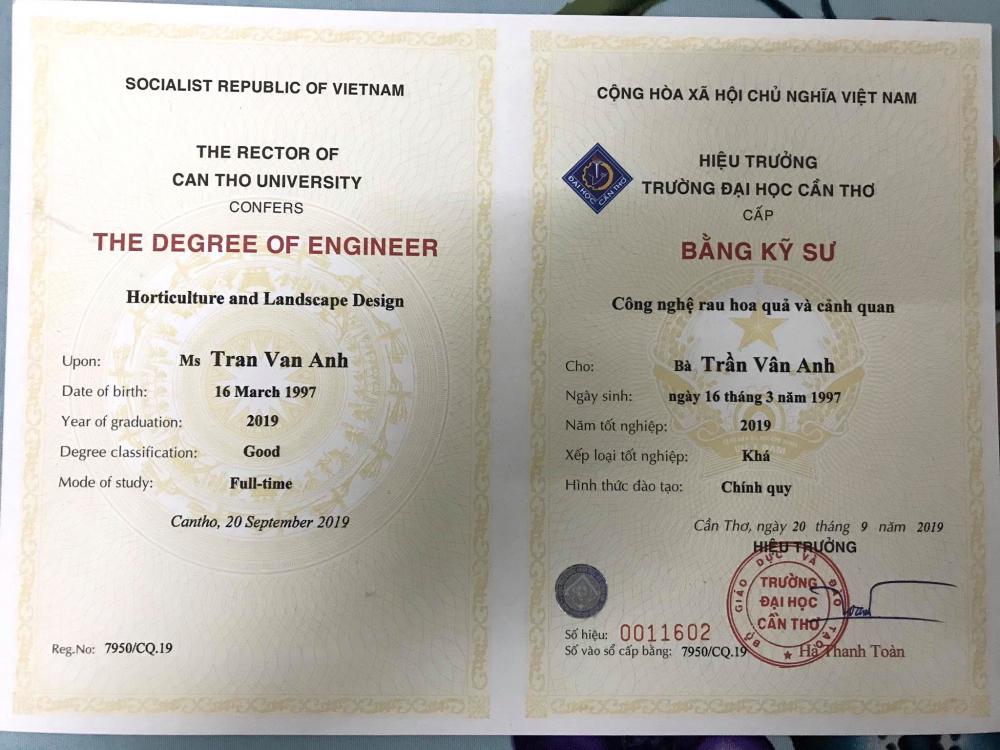 SOCIALIST REPUBLIC OF VIETNAM
THE RECTOR OF
CAN THO UNIVERSITY
CONFERS
THE DEGREE OF ENGINEER
Horticulture and Landscape Design
Upon: Ms Tran Van Anh
Date of birth: 16 March 1997
Year of graduation: 2019
Degree classification: Good
Mode of study: Full-time
Cantho, 20 September 2019
Reg.No: 7950/CQ.19
CỘNG HÒA XÃ HỘI CHỦ NGHĨA VIỆT NAM
ĐẠI HỌC CẦN THƠ
HIỆU TRƯỞNG
TRƯỜNG ĐẠI HỌC CẦN THƠ
CẤP
BẰNG KỸ SƯ
Công nghệ rau hoa quả và cảnh quan
Cho: Bà Trần Vân Anh
Ngày sinh: ngày 16 tháng 3 năm 1997
Năm tốt nghiệp: 2019
Xếp loại tốt nghiệp: Khá
Hình thức đào tạo: Chính quy
VIỆT NAM
Cần Thơ, ngày 20 tháng 9 năm 2019
HIỆU TRƯỞNG
BỘ GIÁO DỤC VÀ ĐÀO TẠO
TRƯỜNG
ĐẠI HỌC
CẦN THƠ
Số hiệu: 0011602
Số vào sổ cấp bằng: 7950/CQ.19
Hà Thanh Toàn